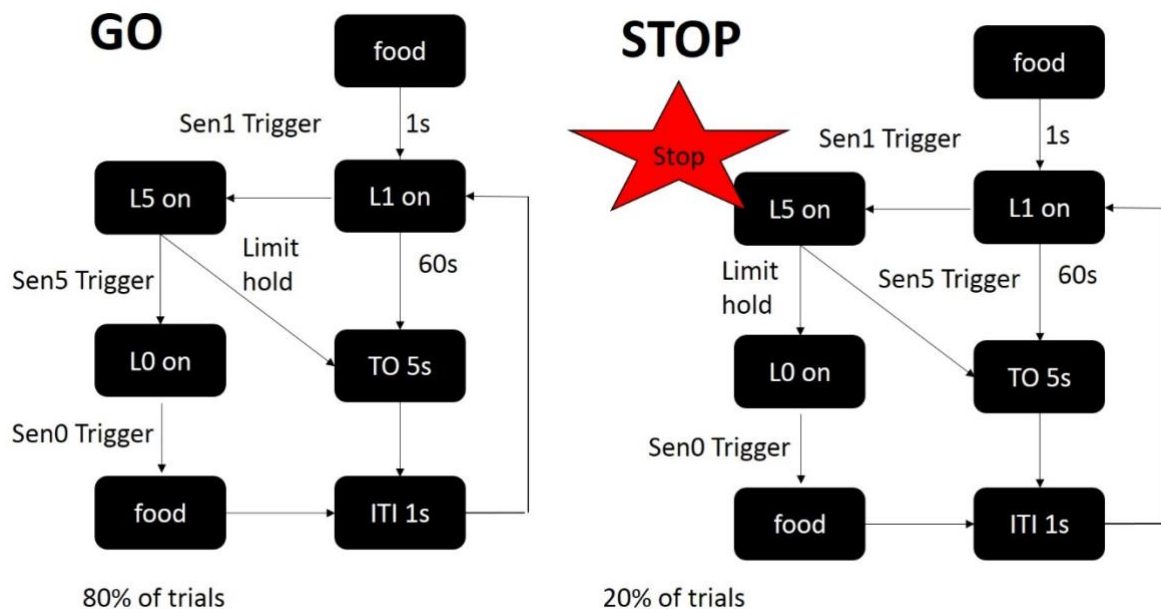 GO
food
Sen1 Trigger
1s
L5 on
L1 on
Limit
hold
Sen5 Trigger
60s
L0 on
TO 5s
Sen0 Trigger
food
ITI 1s
80% of trials
STOP
food
Stop
Sen1 Trigger
1s
L5 on
L1 on
Limit
hold
Sen5 Trigger
60s
L0 on
TO 5s
Sen0 Trigger
food
ITI 1s
20% of trials